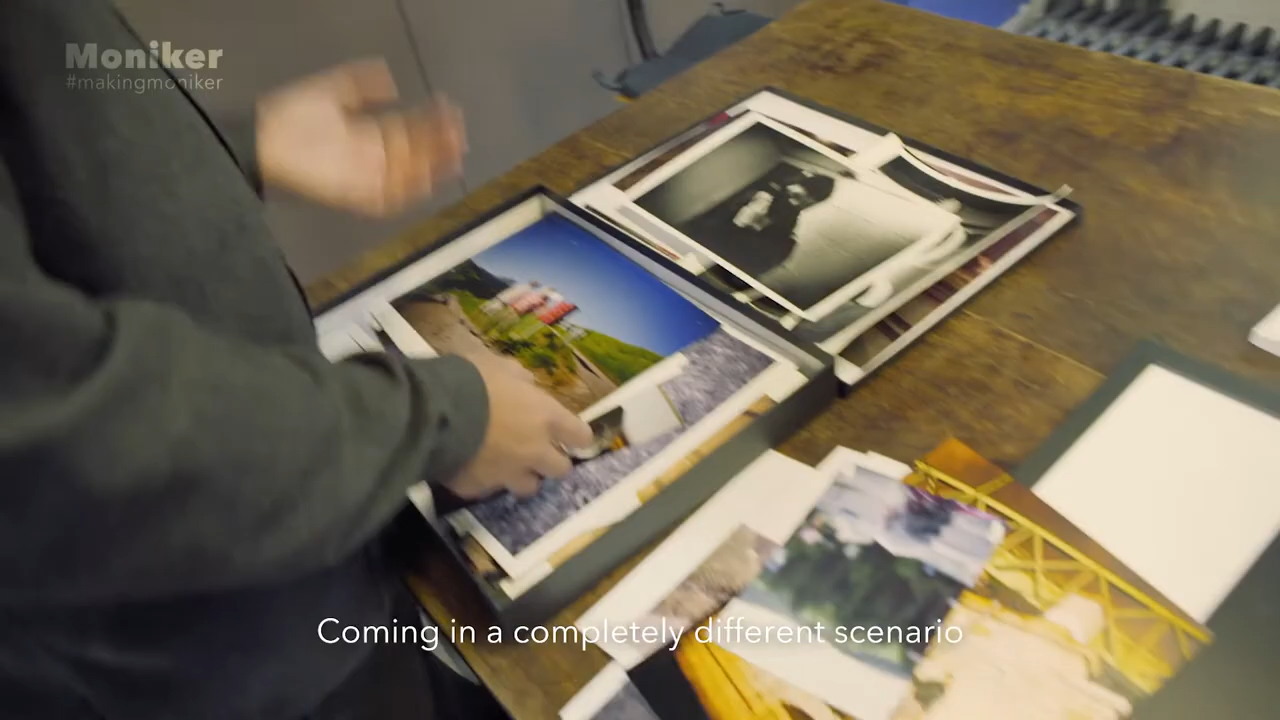 Moniker
#makingmoniker
Coming in a completely different scenario